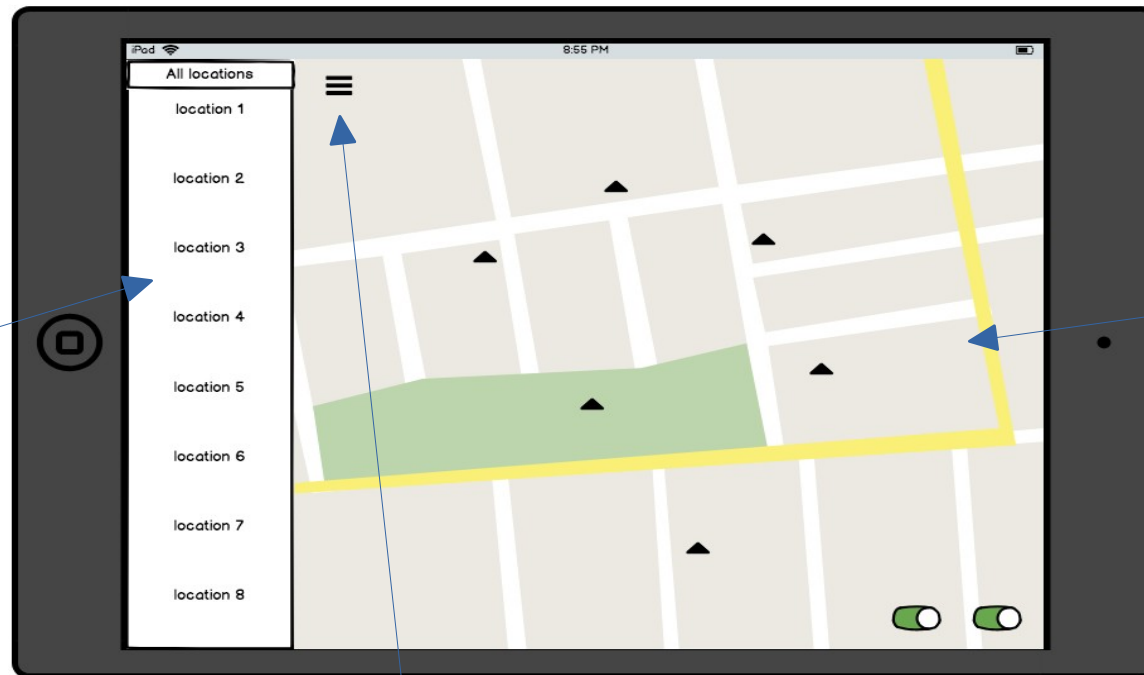 iPad 8:55 PM
All locations
location 1
location 2
location 3
location 4
location 5
location 6
location 7
location 8